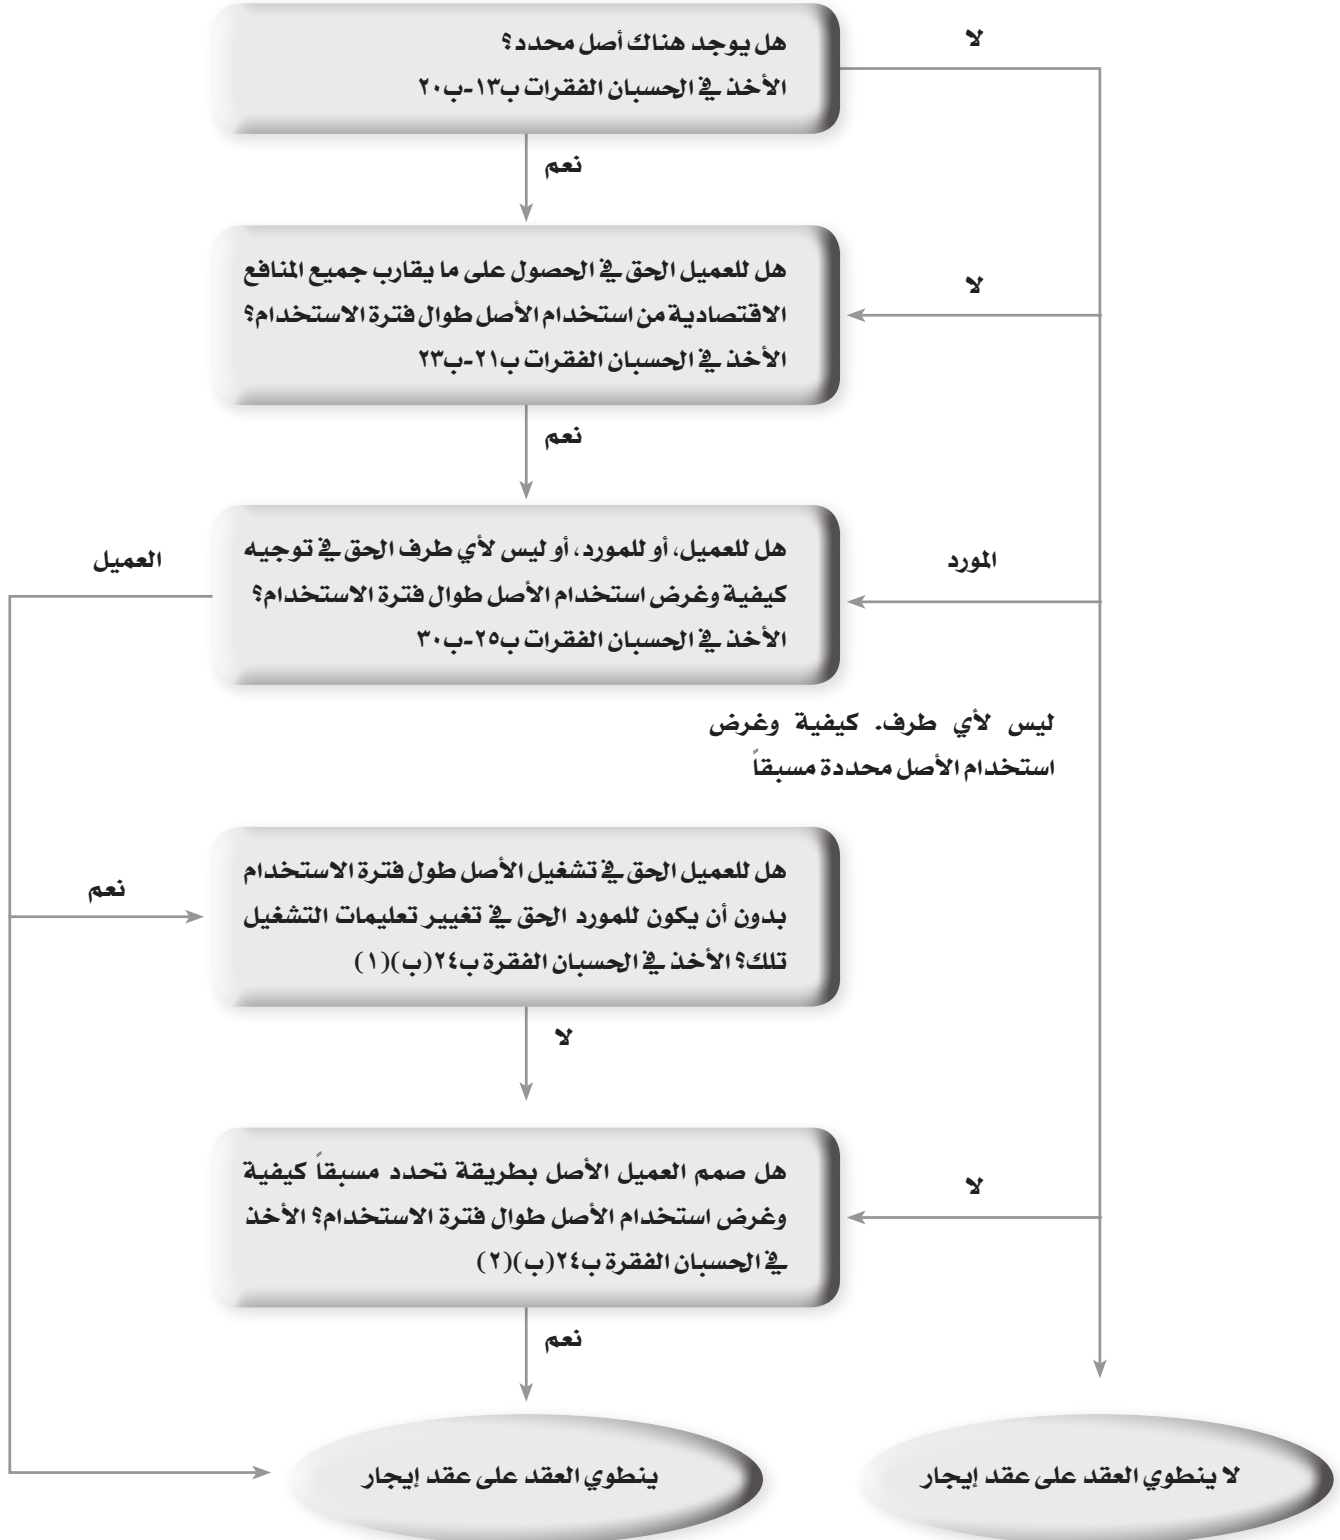 هل يوجد هناك أصل محدد؟
الأخذ في الحسبان الفقرات ب١٣-ب٢٠
لا
نعم
هل للعميل الحق في الحصول على ما يقارب جميع المنافع
الاقتصادية من استخدام الأصل طوال فترة الاستخدام؟
الأخذ في الحسبان الفقرات ب٢١-ب٢٣
لا
نعم
هل للعميل، أو للمورد، أو ليس لأي طرف الحق في توجيه
كيفية وغرض استخدام الأصل طوال فترة الاستخدام؟
الأخذ في الحسبان الفقرات ب٢٥-ب٣٠
المورد
العميل
ليس لأي طرف. كيفية وغرض
استخدام الأصل محددة مسبقاً
هل للعميل الحق في تشغيل الأصل طول فترة الاستخدام
بدون أن يكون للمورد الحق في تغيير تعليمات التشغيل
تلك؟ الأخذ في الحسبان الفقرة ب٢٤(ب)(١)
نعم
لا
هل صمم العميل الأصل بطريقة تحدد مسبقاً كيفية
وغرض استخدام الأصل طوال فترة الاستخدام؟ الأخذ
في الحسبان الفقرة ب٢٤(ب)(٢)
لا
نعم
لا ينطوي العقد على عقد إيجار
ينطوي العقد على عقد إيجار